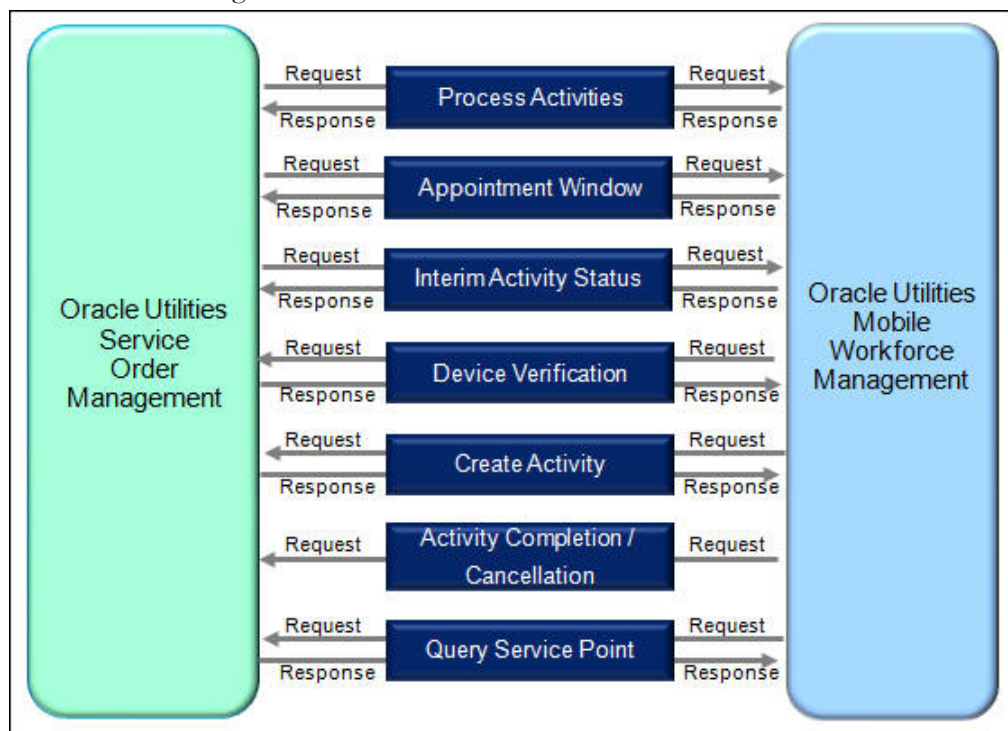 Oracle Utilities
Service
Order
Management
Request
Process Activities
Request
Response
Response
Request
Appointment Window
Request
Response
Response
Request
Interim Activity Status
Request
Response
Response
Request
Device Verification
Request
Response
Response
Request
Create Activity
Request
Response
Response
Request
Activity Completion /
Cancellation
Request
Request
Query Service Point
Request
Response
Response
Oracle Utilities
Mobile
Workforce
Management